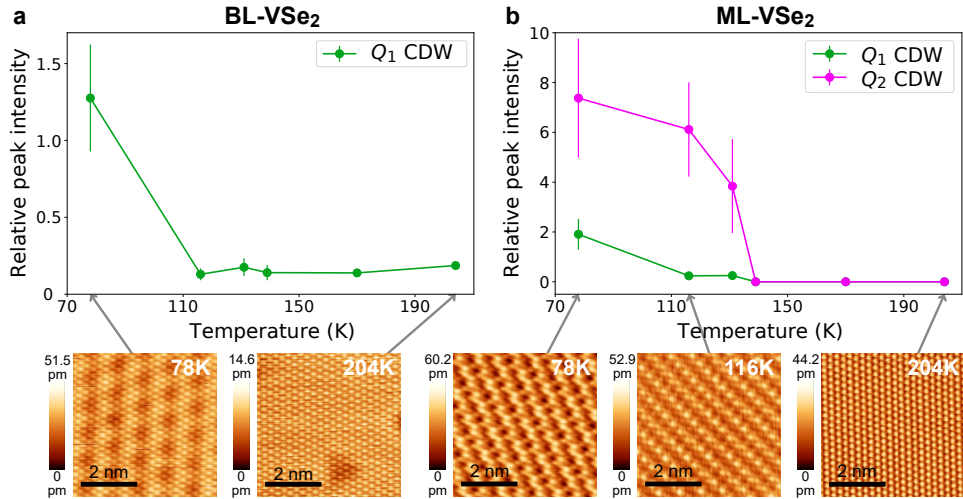 a
BL-VSe₂
Relative peak intensity
1.5
1.0
0.5
0
Q₁ CDW
70
110
150
190
Temperature (K)
b
ML-VSe₂
Relative peak intensity
10
8
6
4
2
0
Q₁ CDW
Q₂ CDW
70
110
150
190
Temperature (K)
51.5
pm
0
pm
78K
2 nm
14.6
pm
0
pm
204K
2 nm
60.2
pm
0
pm
78K
2 nm
52.9
pm
0
pm
116K
2 nm
44.2
pm
0
pm
204K
2 nm